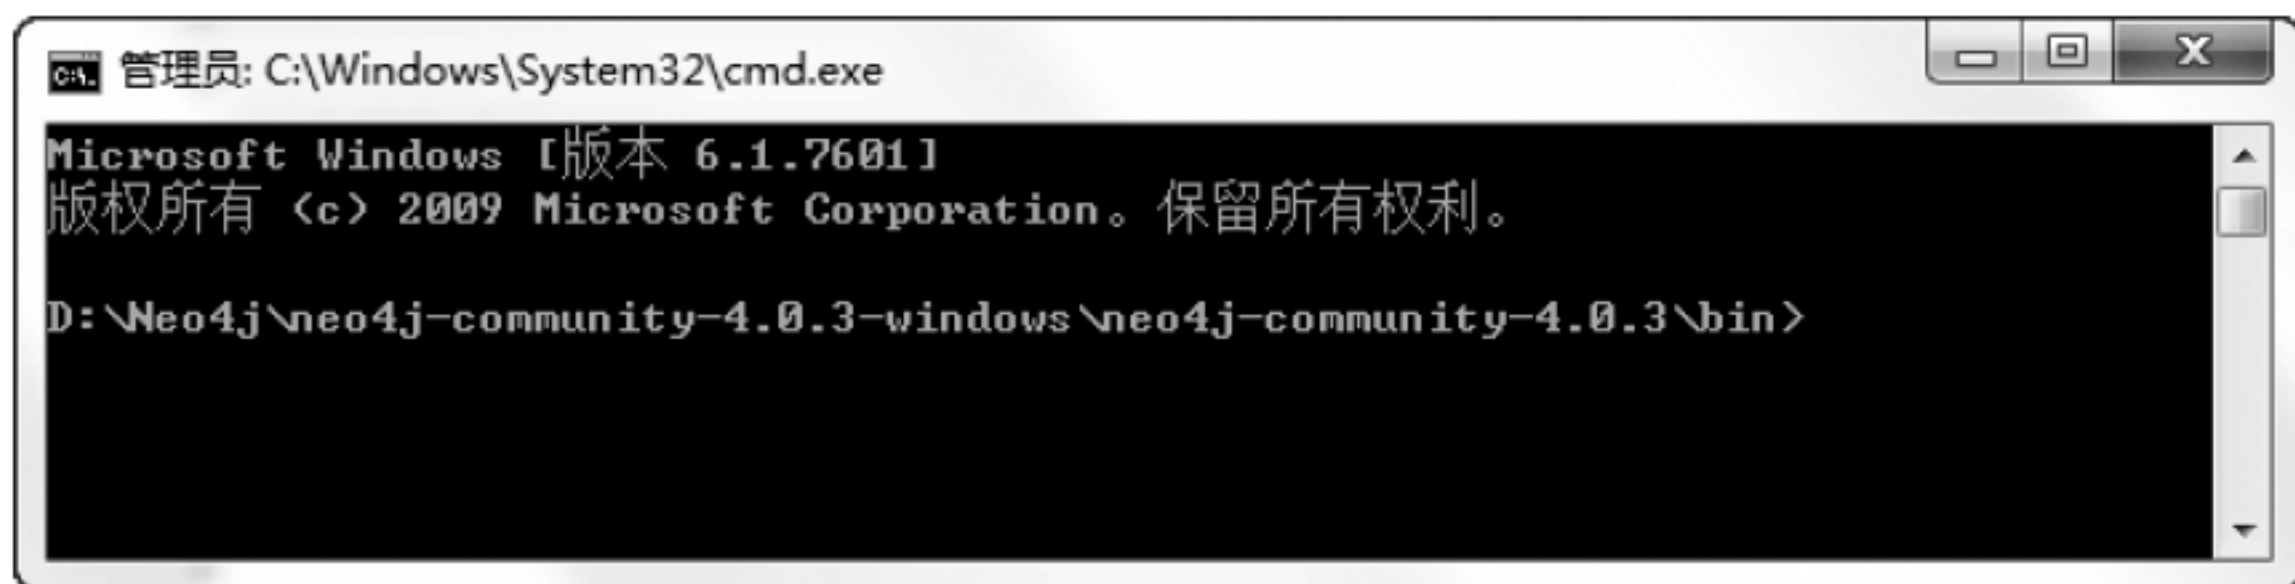 管理员: C:\Windows\System32\cmd.exe
Microsoft Windows [版本 6.1.7601]
版权所有 (c) 2009 Microsoft Corporation。保留所有权利。
D:\Neo4j\neo4j-community-4.0.3-windows\neo4j-community-4.0.3\bin>